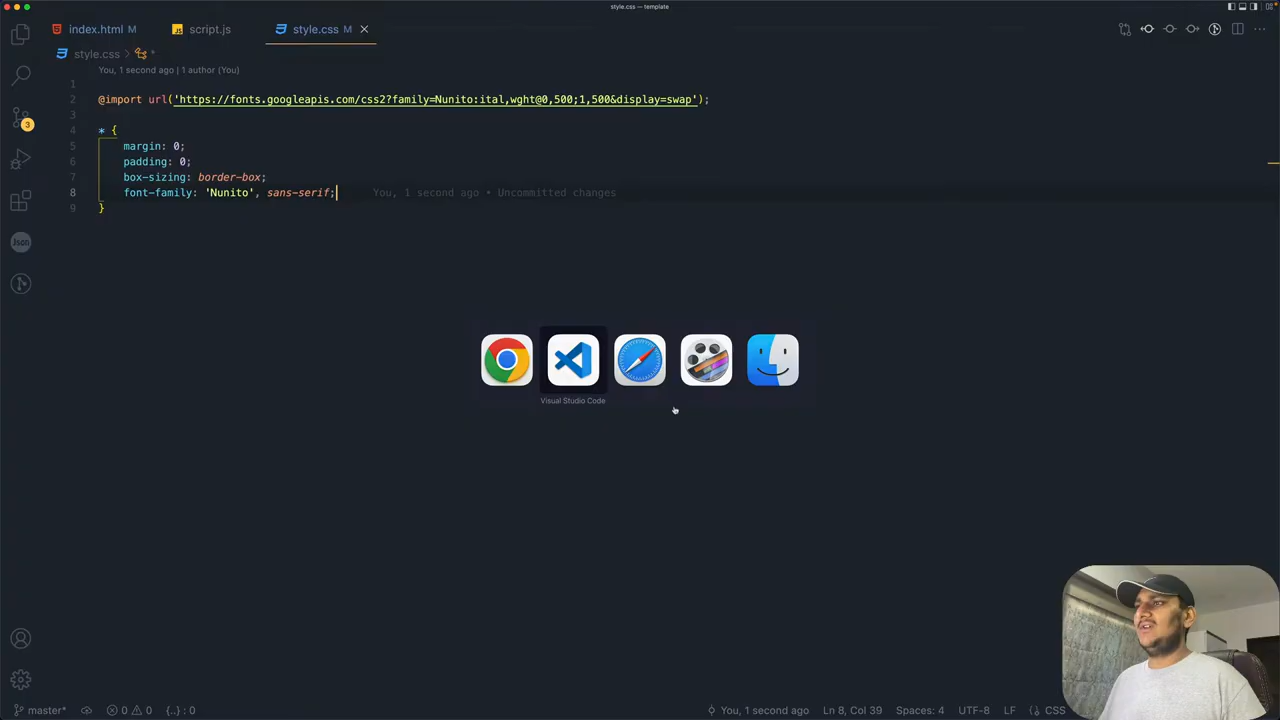 style.css — template
index.html M
script.js
style.css M
style.css > *
You, 1 second ago | 1 author (You)
1
2 @import url('https://fonts.googleapis.com/css2?family=Nunito:ital,wght@0,500;1,500&display=swap');
3
4 * {
5 margin: 0;
6 padding: 0;
7 box-sizing: border-box;
8 font-family: 'Nunito', sans-serif; You, 1 second ago • Uncommitted changes
9 }
3
Json
JS
Visual Studio Code
master* 0 0 {..} : 0 You, 1 second ago Ln 8, Col 39 Spaces: 4 UTF-8 LF {} CSS